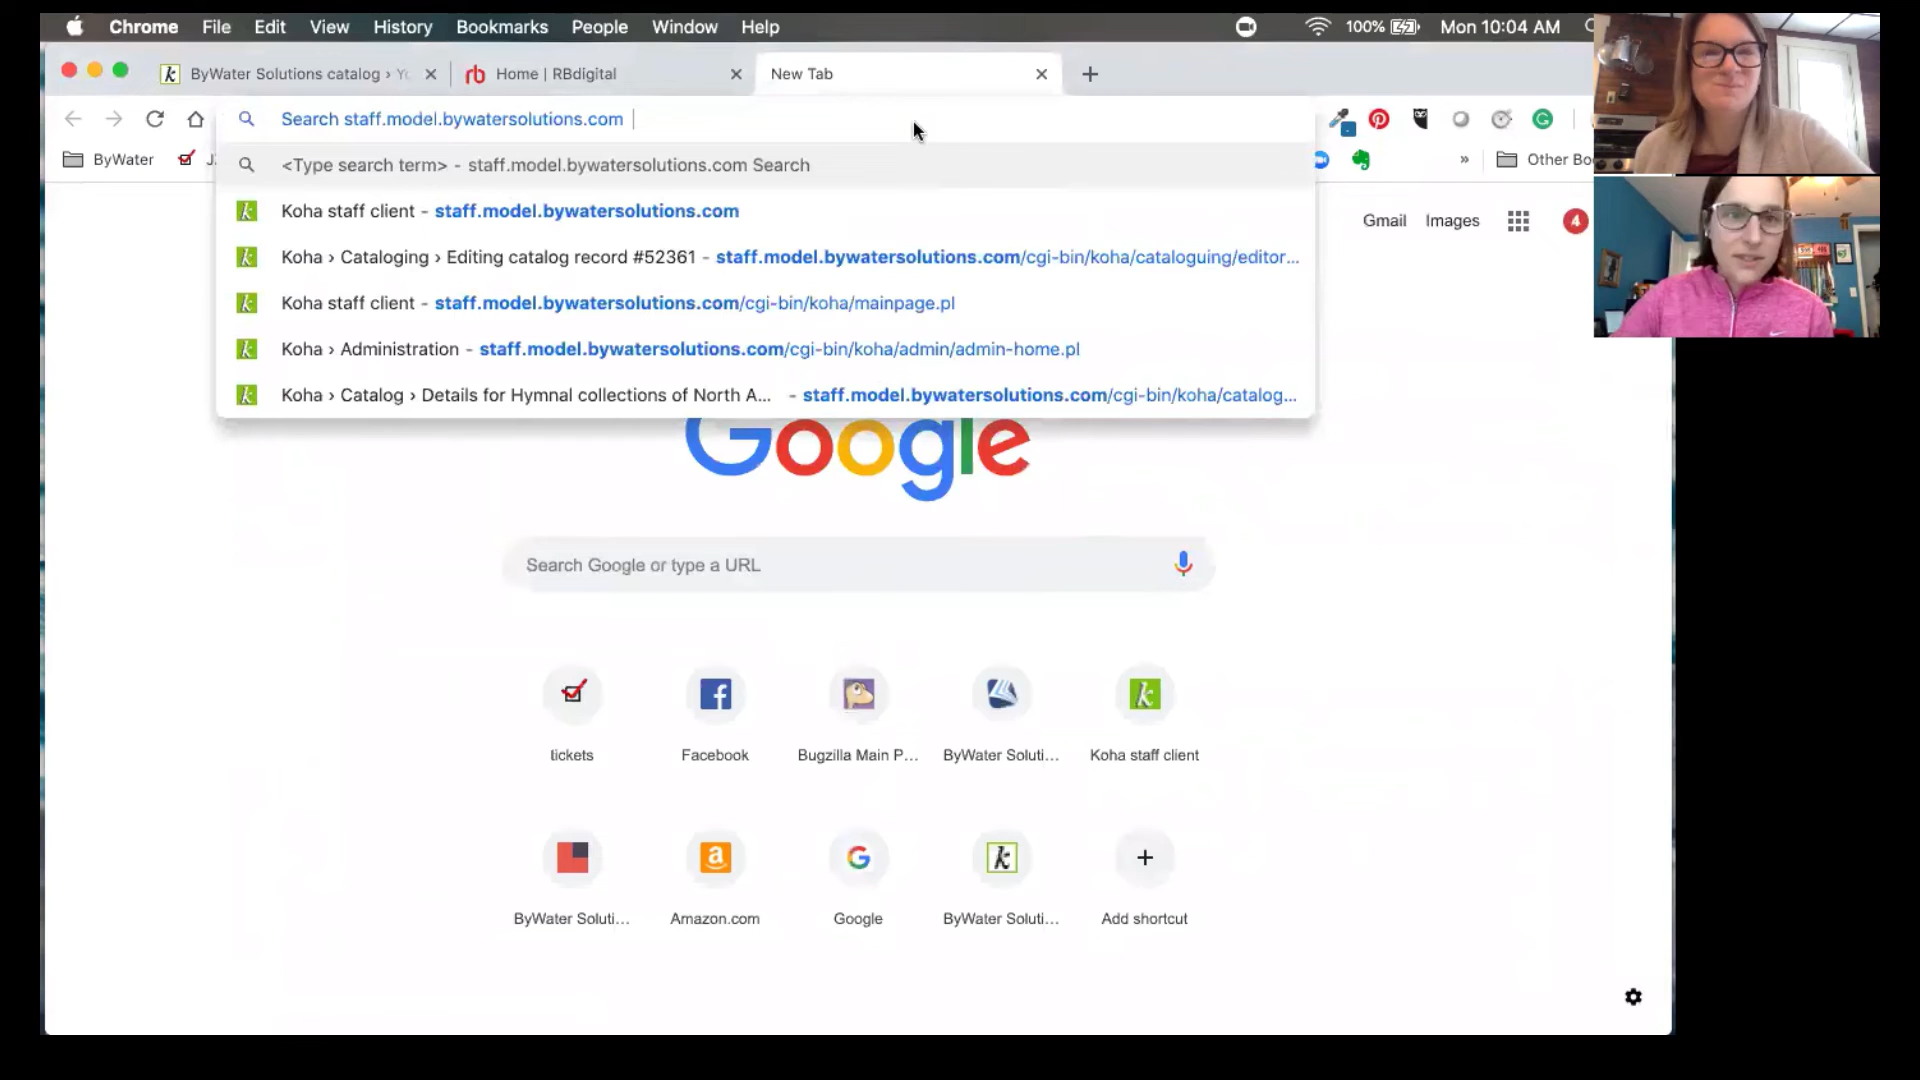 Chrome File Edit View History Bookmarks People Window Help 100% Mon 10:04 AM
ByWater Solutions catalog › Home | RBdigital New Tab
Search staff.model.bywatersolutions.com
ByWater Other
<Type search term> - staff.model.bywatersolutions.com Search
Koha staff client - staff.model.bywatersolutions.com
Koha › Cataloging › Editing catalog record #52361 - staff.model.bywatersolutions.com/cgi-bin/koha/cataloguing/editor...
Koha staff client - staff.model.bywatersolutions.com/cgi-bin/koha/mainpage.pl
Koha › Administration - staff.model.bywatersolutions.com/cgi-bin/koha/admin/admin-home.pl
Koha › Catalog › Details for Hymnal collections of North A... - staff.model.bywatersolutions.com/cgi-bin/koha/catalog...
Gmail Images 4
Google
Search Google or type a URL
tickets Facebook Bugzilla Main P... ByWater Soluti... Koha staff client
ByWater Soluti... Amazon.com Google ByWater Soluti... Add shortcut